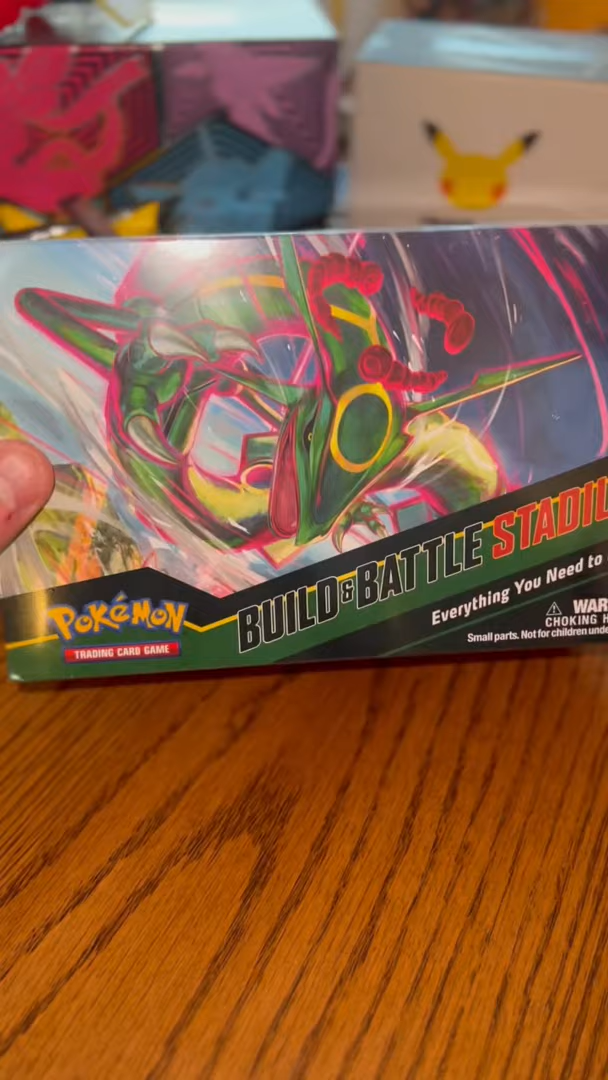 BUILD & BATTLE STADIU
Everything You Need to
POKéMON
TRADING CARD GAME
WAR
CHOKING H
Small parts. Not for children unde